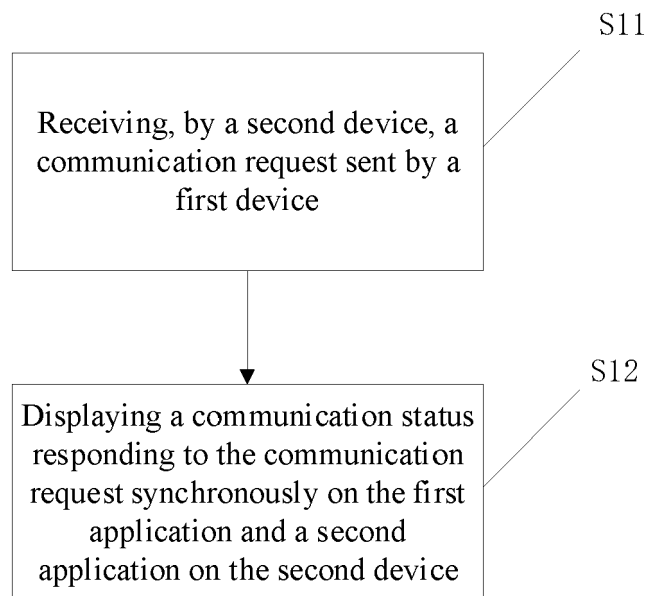 S11
Receiving, by a second device, a
communication request sent by a
first device
S12
Displaying a communication status
responding to the communication
request synchronously on the first
application and a second
application on the second device